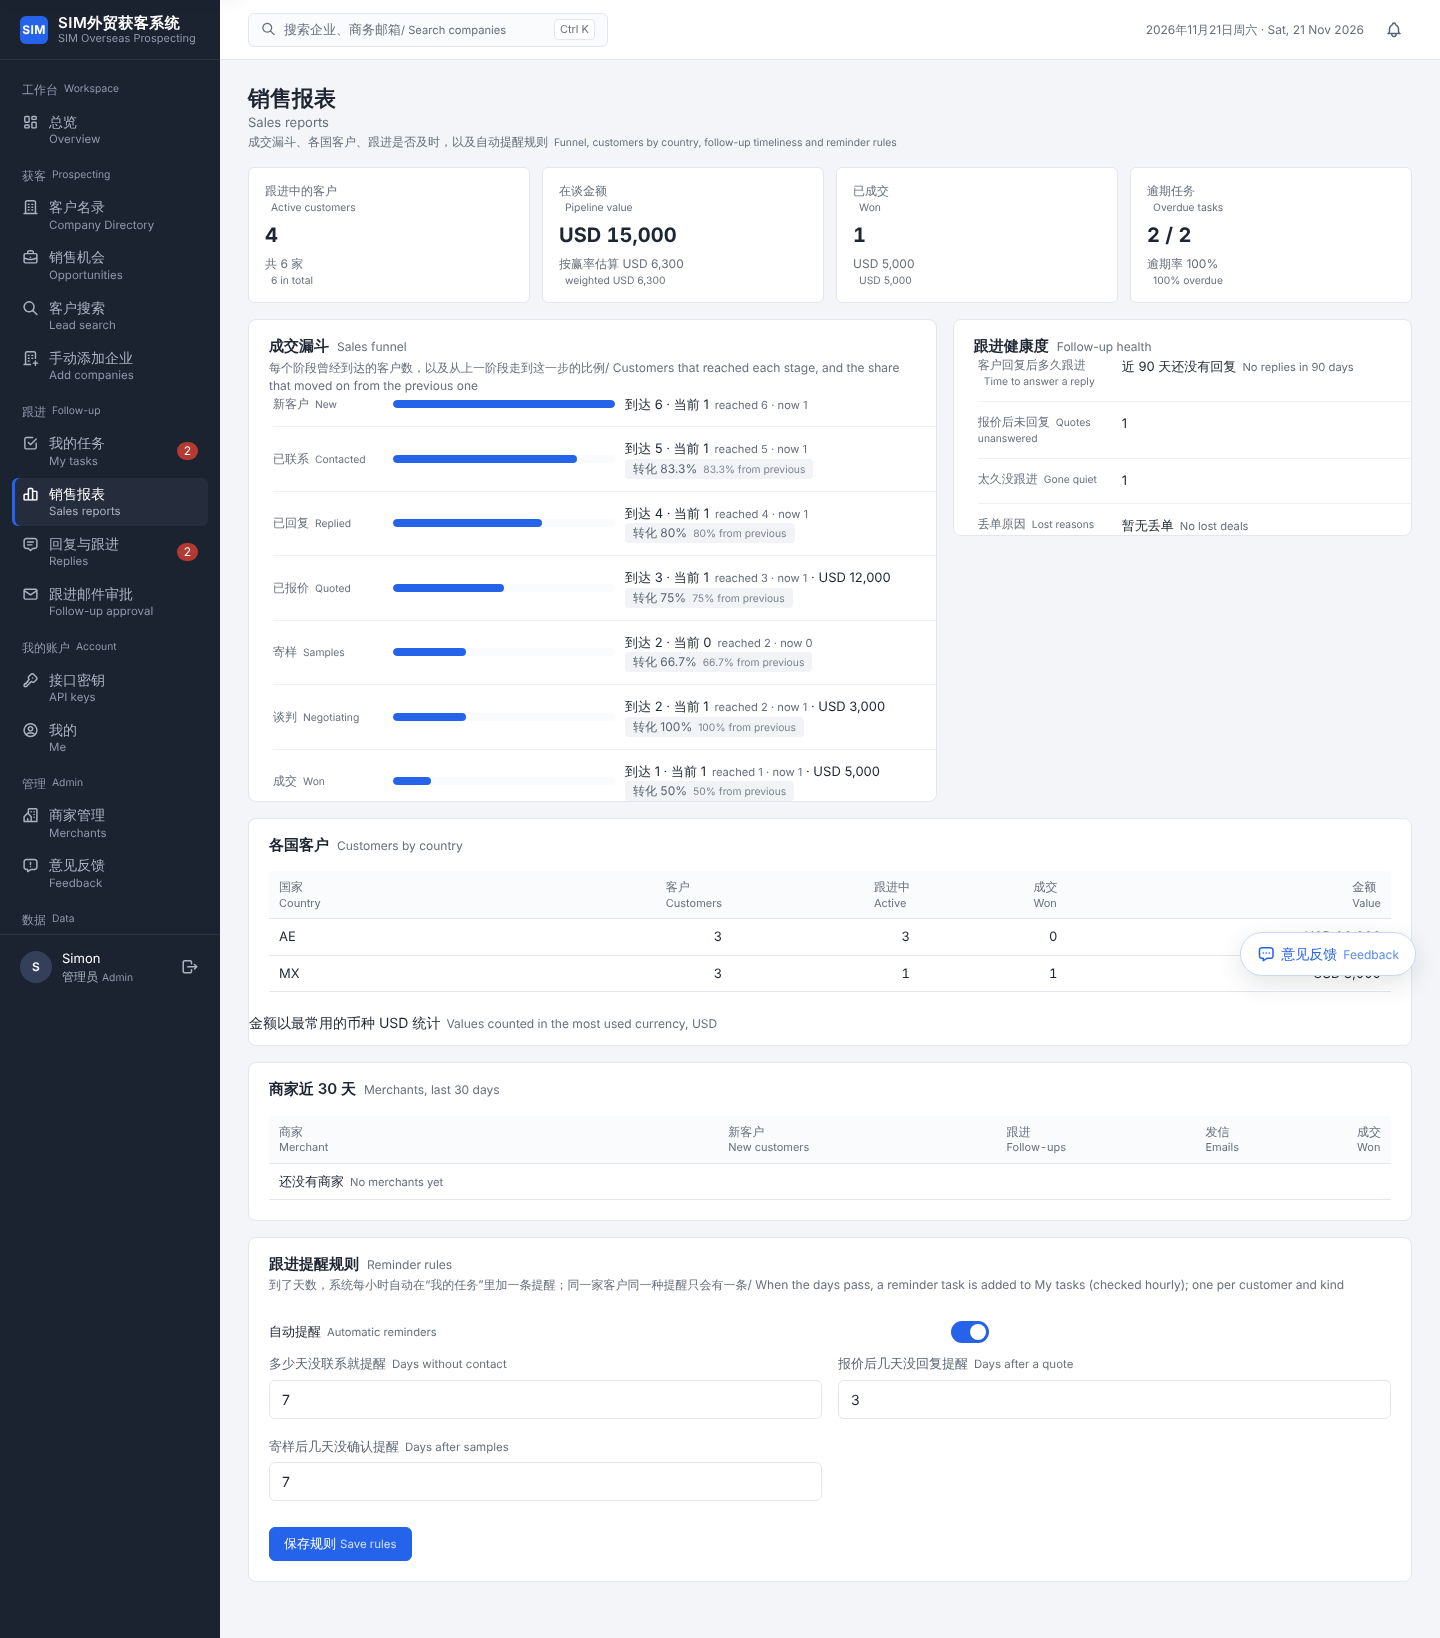 SIM
SIM外贸获客系统
SIM Overseas Prospecting
搜索企业、商务邮箱/ Search companies
Ctrl K
2026年11月21日周六 · Sat, 21 Nov 2026
工作台 Workspace
总览
Overview
获客 Prospecting
客户名录
Company Directory
销售机会
Opportunities
客户搜索
Lead search
手动添加企业
Add companies
跟进 Follow-up
我的任务
My tasks
2
销售报表
Sales reports
回复与跟进
Replies
2
跟进邮件审批
Follow-up approval
我的账户 Account
接口密钥
API keys
我的
Me
管理 Admin
商家管理
Merchants
意见反馈
Feedback
数据 Data
S
Simon
管理员 Admin
销售报表
Sales reports
成交漏斗、各国客户、跟进是否及时，以及自动提醒规则 Funnel, customers by country, follow-up timeliness and reminder rules
跟进中的客户
Active customers
4
共 6 家
6 in total
在谈金额
Pipeline value
USD 15,000
按赢率估算 USD 6,300
weighted USD 6,300
已成交
Won
1
USD 5,000
USD 5,000
逾期任务
Overdue tasks
2 / 2
逾期率 100%
100% overdue
成交漏斗 Sales funnel
每个阶段曾经到达的客户数，以及从上一阶段走到这一步的比例/ Customers that reached each stage, and the share
that moved on from the previous one
新客户 New
到达 6 · 当前 1 reached 6 · now 1
已联系 Contacted
到达 5 · 当前 1 reached 5 · now 1
转化 83.3% 83.3% from previous
已回复 Replied
到达 4 · 当前 1 reached 4 · now 1
转化 80% 80% from previous
已报价 Quoted
到达 3 · 当前 1 reached 3 · now 1 · USD 12,000
转化 75% 75% from previous
寄样 Samples
到达 2 · 当前 0 reached 2 · now 0
转化 66.7% 66.7% from previous
谈判 Negotiating
到达 2 · 当前 1 reached 2 · now 1 · USD 3,000
转化 100% 100% from previous
成交 Won
到达 1 · 当前 1 reached 1 · now 1 · USD 5,000
转化 50% 50% from previous
跟进健康度 Follow-up health
客户回复后多久跟进
Time to answer a reply
近 90 天还没有回复 No replies in 90 days
报价后未回复 Quotes
unanswered
1
太久没跟进 Gone quiet
1
丢单原因 Lost reasons
暂无丢单 No lost deals
各国客户 Customers by country
国家
Country
客户
Customers
跟进中
Active
成交
Won
金额
Value
AE 3 3 0
MX 3 1 1
意见反馈 Feedback
金额以最常用的币种 USD 统计 Values counted in the most used currency, USD
商家近 30 天 Merchants, last 30 days
商家
Merchant
新客户
New customers
跟进
Follow-ups
发信
Emails
成交
Won
还没有商家 No merchants yet
跟进提醒规则 Reminder rules
到了天数，系统每小时自动在“我的任务”里加一条提醒；同一家客户同一种提醒只会有一条/ When the days pass, a reminder task is added to My tasks (checked hourly); one per customer and kind
自动提醒 Automatic reminders
多少天没联系就提醒 Days without contact
7
报价后几天没回复提醒 Days after a quote
3
寄样后几天没确认提醒 Days after samples
7
保存规则 Save rules